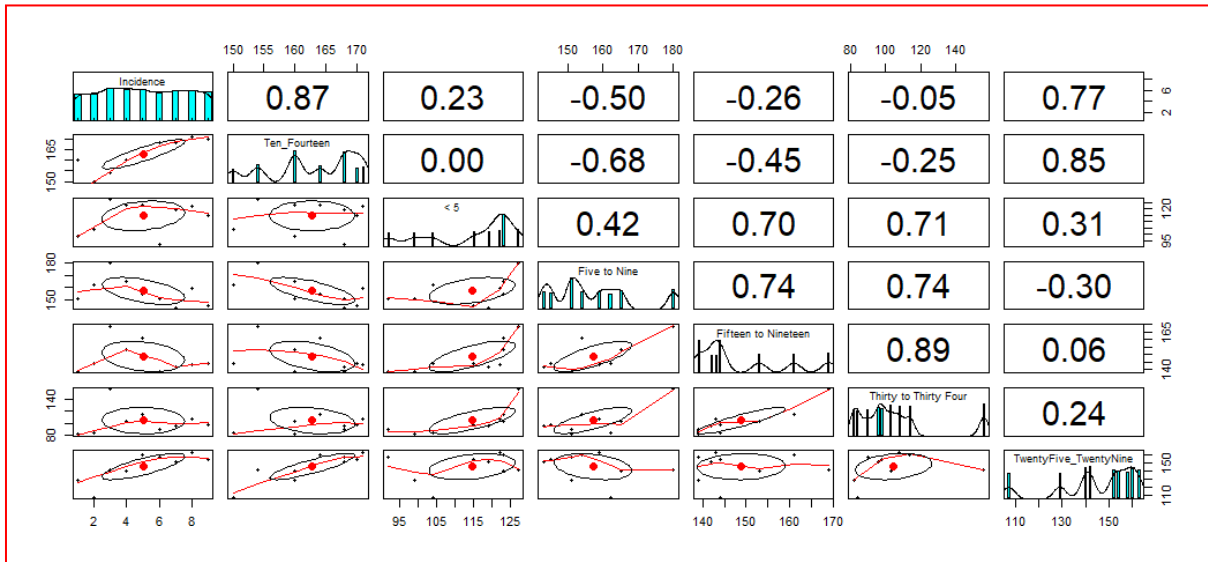 150 155 160 165 170 150 160 170 180 80 100 120 140
Incidence 0.87 0.23 -0.50 -0.26 -0.05 0.77 2 6
150 165 Ten_Fourteen 0.00 -0.68 -0.45 -0.25 0.85
< 5 0.42 0.70 0.71 0.31 95 105 120
150 180 Five to Nine 0.74 0.74 -0.30
Fifteen to Nineteen 0.89 0.06 140 165
80 140 Thirty to Thirty Four 0.24
TwentyFive_TwentyNine 110 150
2 4 6 8 95 105 115 125 140 150 160 170 110 130 150